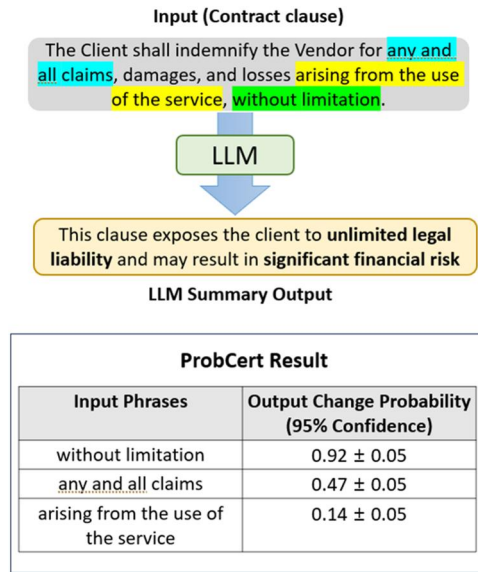 Input (Contract clause)
The Client shall indemnify the Vendor for any and
all claims, damages, and losses arising from the use
of the service, without limitation.
LLM
This clause exposes the client to unlimited legal
liability and may result in significant financial risk
LLM Summary Output
ProbCert Result
Input Phrases
Output Change Probability
(95% Confidence)
without limitation
0.92 ± 0.05
any and all claims
0.47 ± 0.05
arising from the use of
the service
0.14 ± 0.05